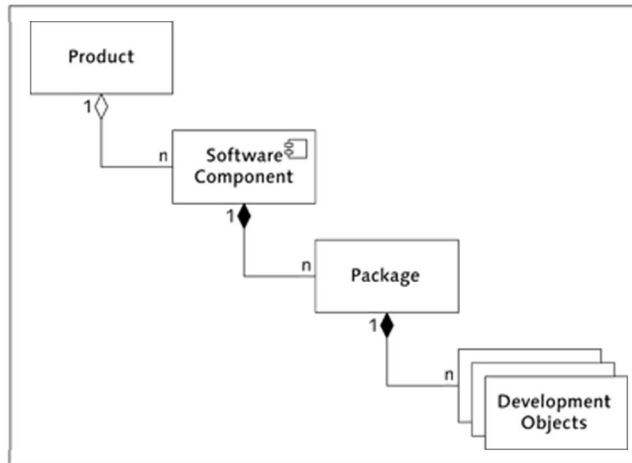 Product
1
n
Software
Component
1
n
Package
1
n
Development
Objects